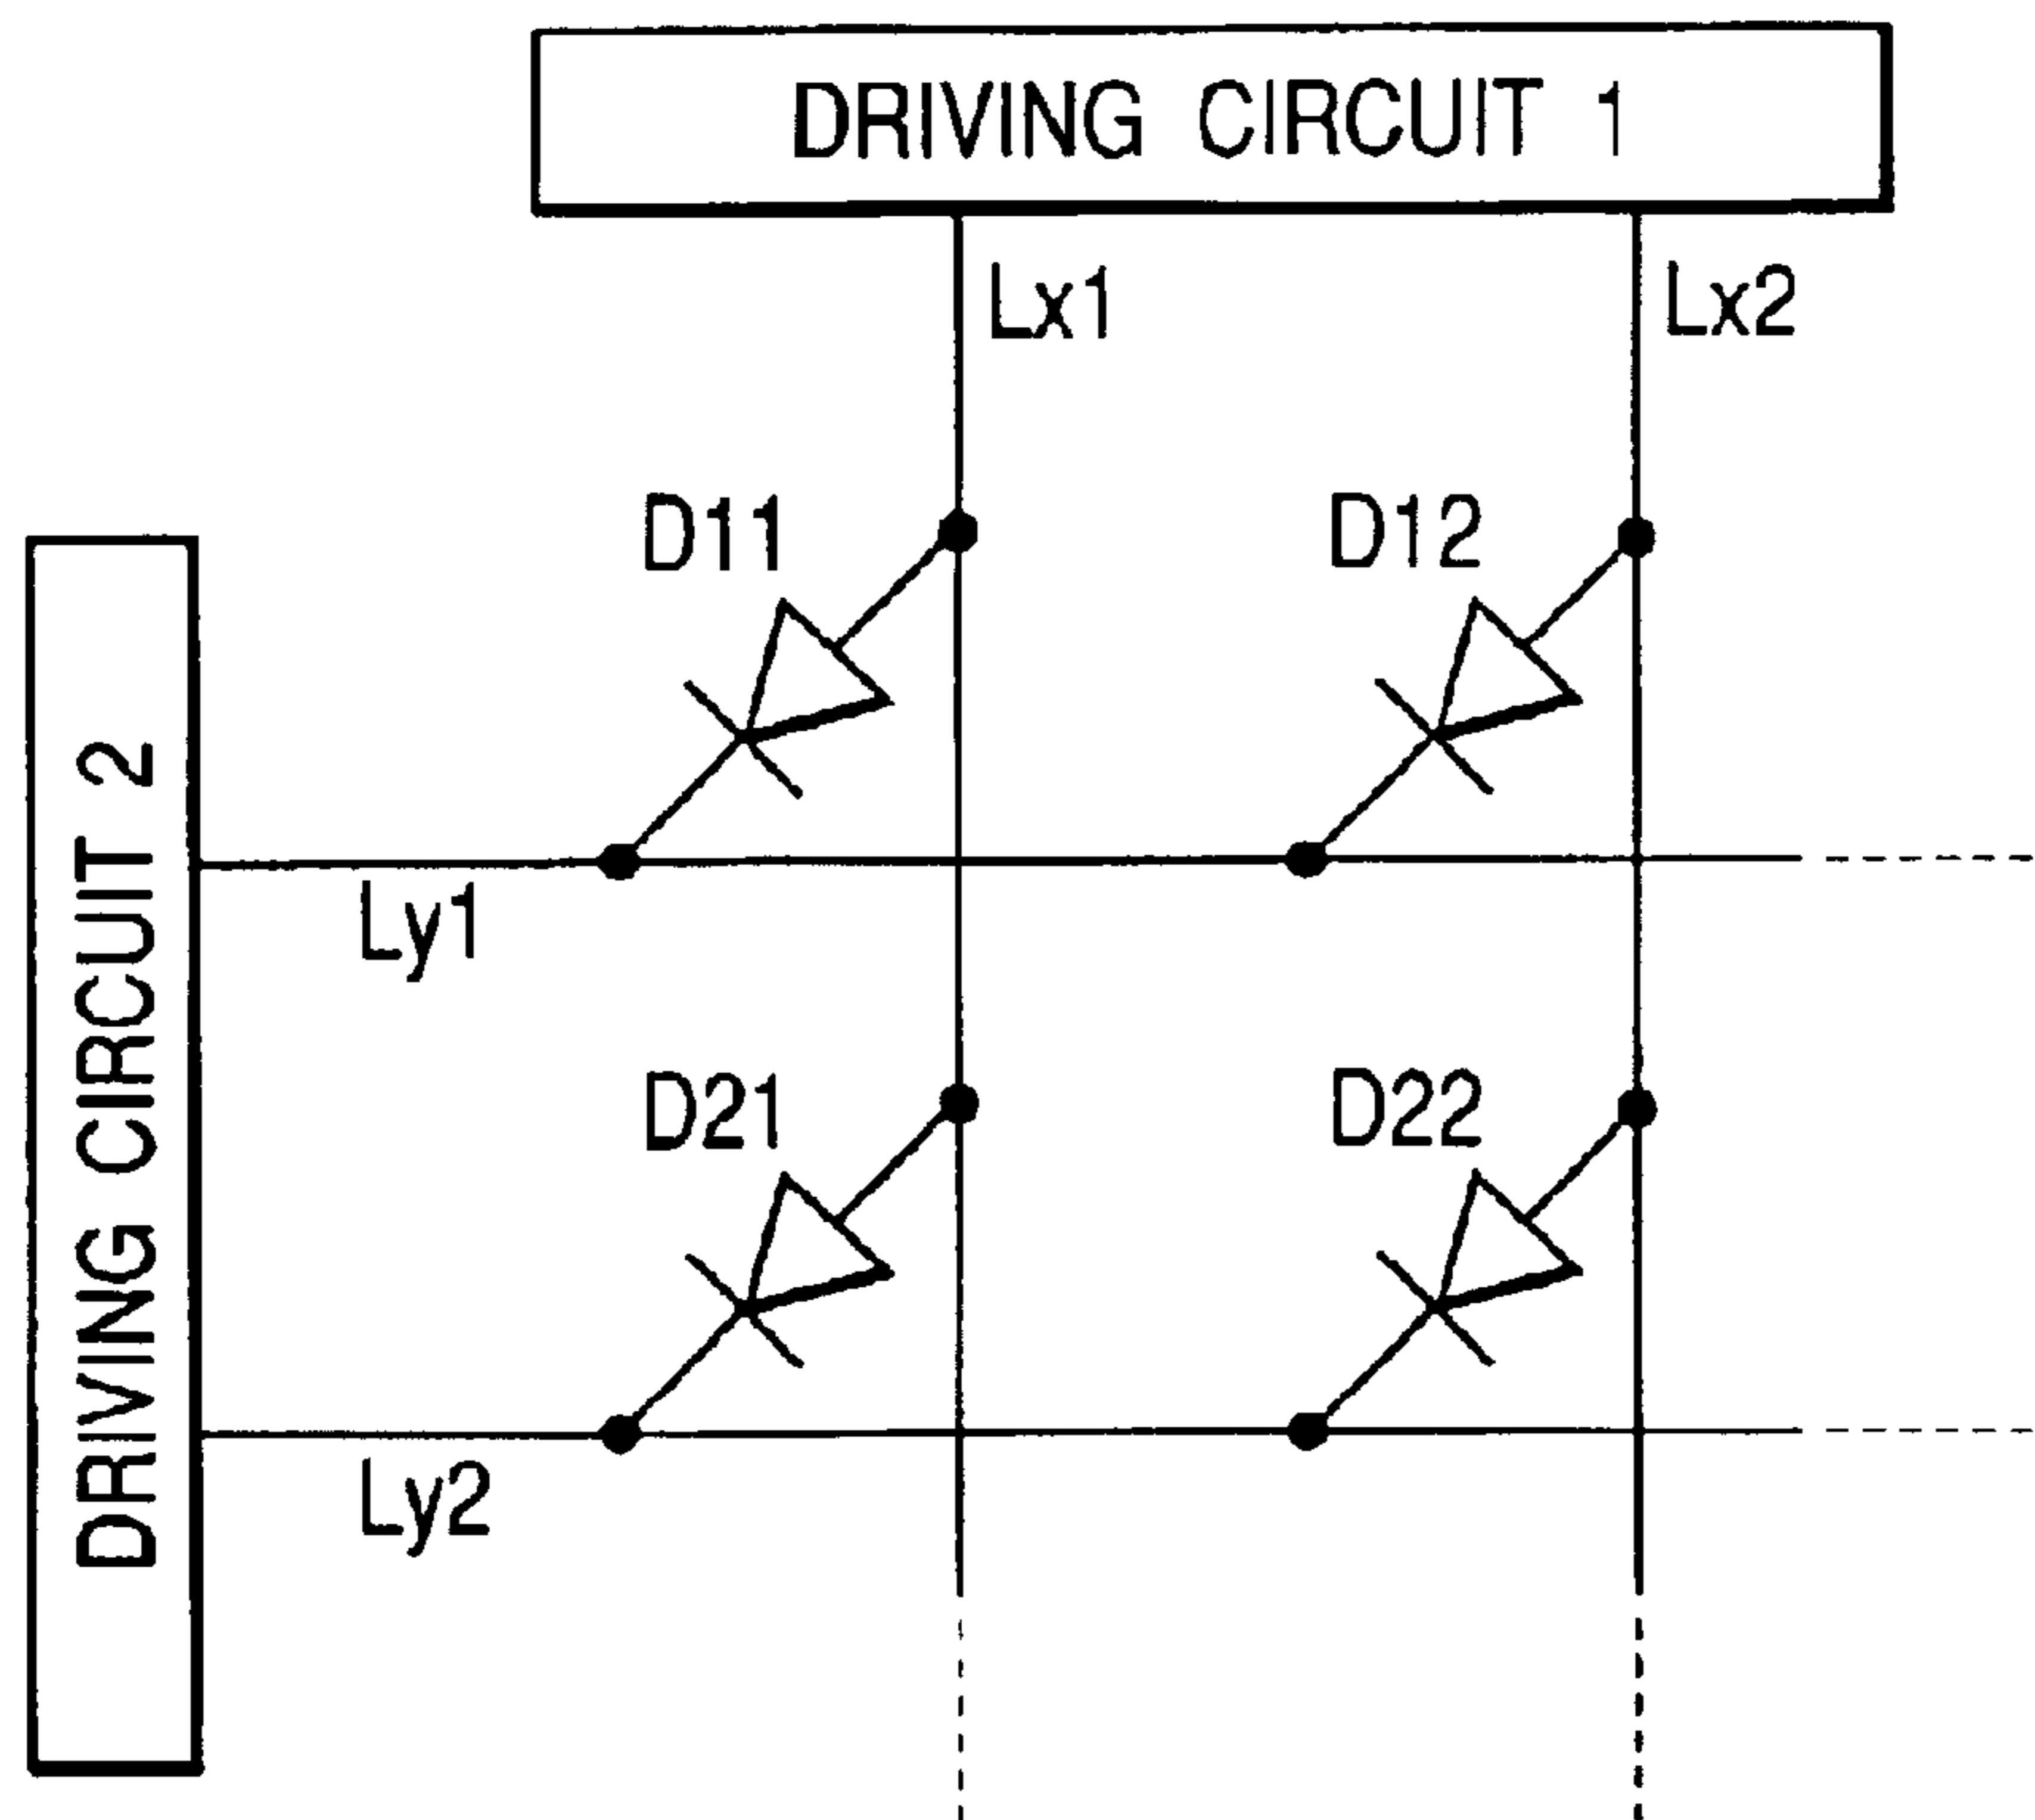 DRIVING CIRCUIT 1
Lx1
Lx2
D11
D12
DRIVING CIRCUIT 2
Ly1
D21
D22
Ly2